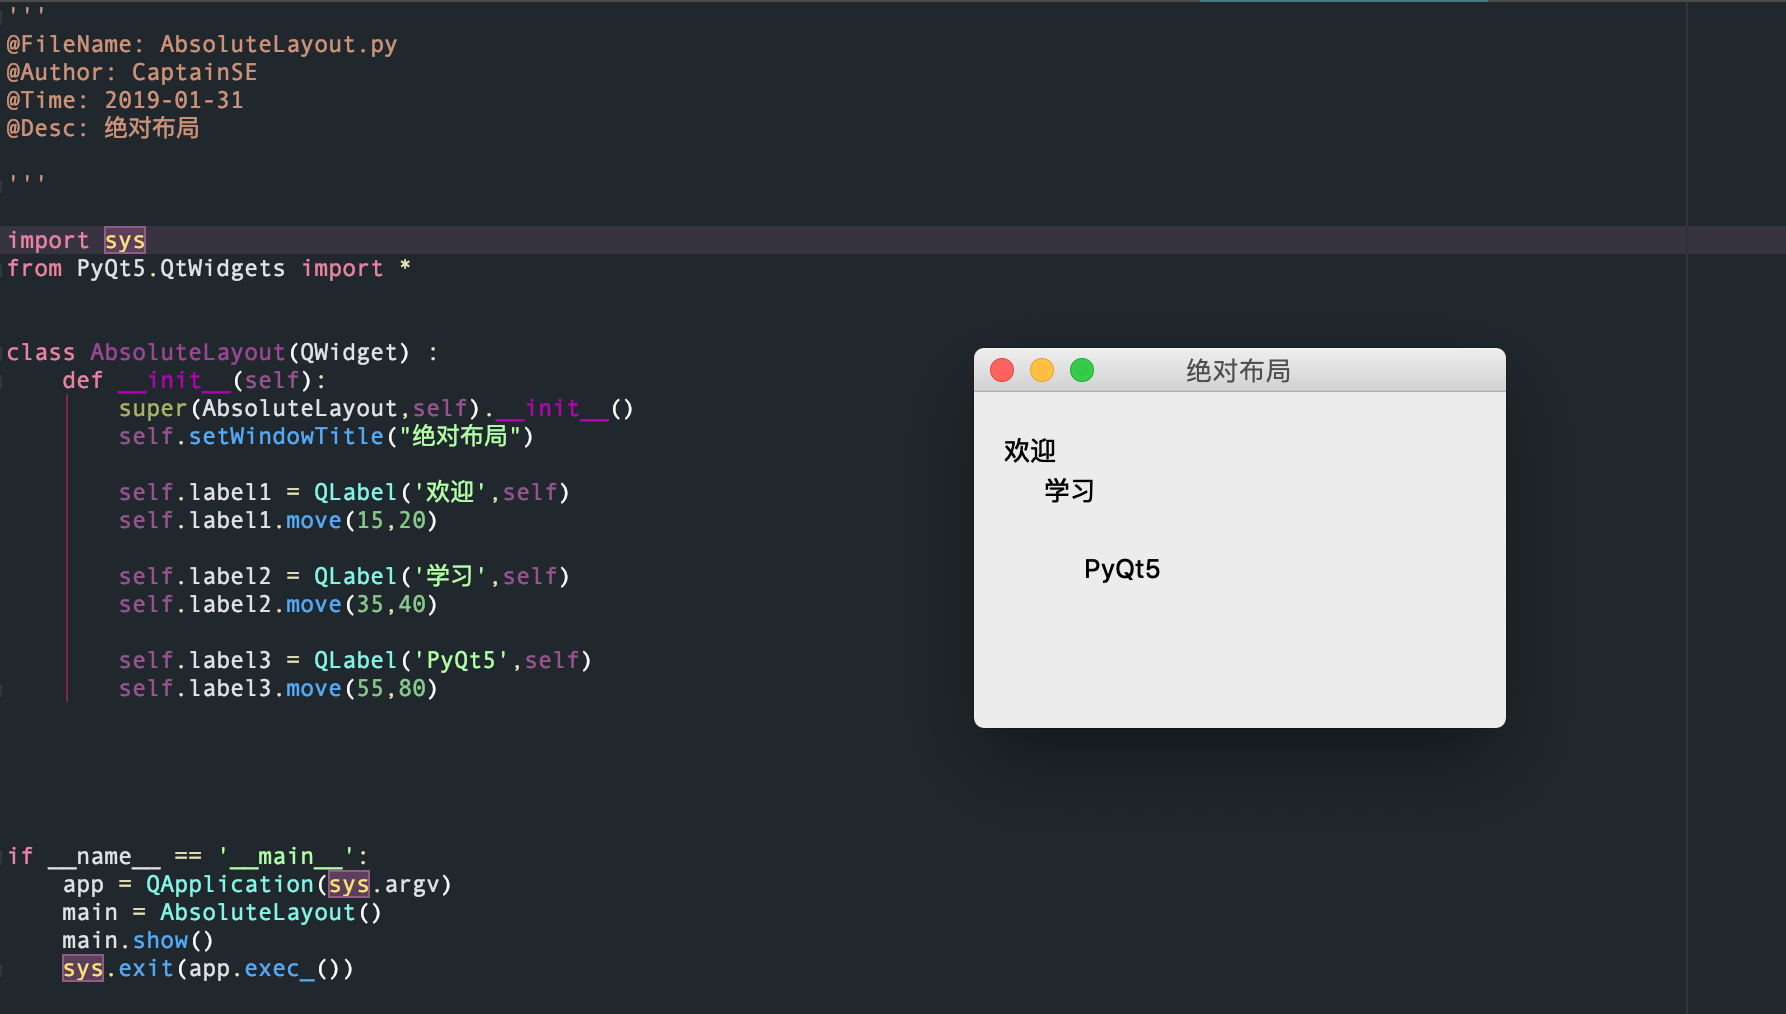 '''
@FileName: AbsoluteLayout.py
@Author: CaptainSE
@Time: 2019-01-31
@Desc: 绝对布局
'''
import sys
from PyQt5.QtWidgets import *
class AbsoluteLayout(QWidget) :
    def __init__(self):
        super(AbsoluteLayout,self).__init__()
        self.setWindowTitle("绝对布局")
        self.label1 = QLabel('欢迎',self)
        self.label1.move(15,20)
        self.label2 = QLabel('学习',self)
        self.label2.move(35,40)
        self.label3 = QLabel('PyQt5',self)
        self.label3.move(55,80)
if __name__ == '__main__':
    app = QApplication(sys.argv)
    main = AbsoluteLayout()
    main.show()
    sys.exit(app.exec_())
绝对布局
欢迎
学习
PyQt5